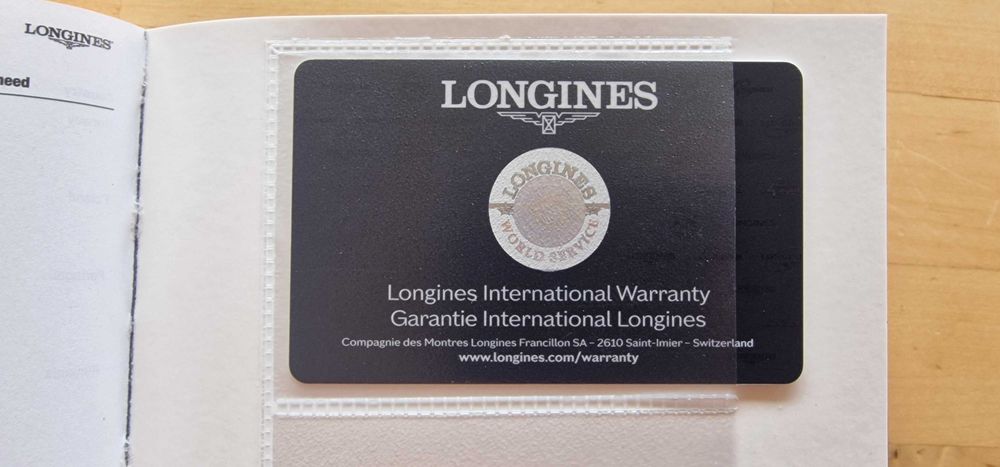 LONGINES
need
LONGINES
LONGINES
WORLD SERVICE
Longines International Warranty
Garantie International Longines
Compagnie des Montres Longines Francillon SA – 2610 Saint-Imier – Switzerland
www.longines.com/warranty
LONGINES